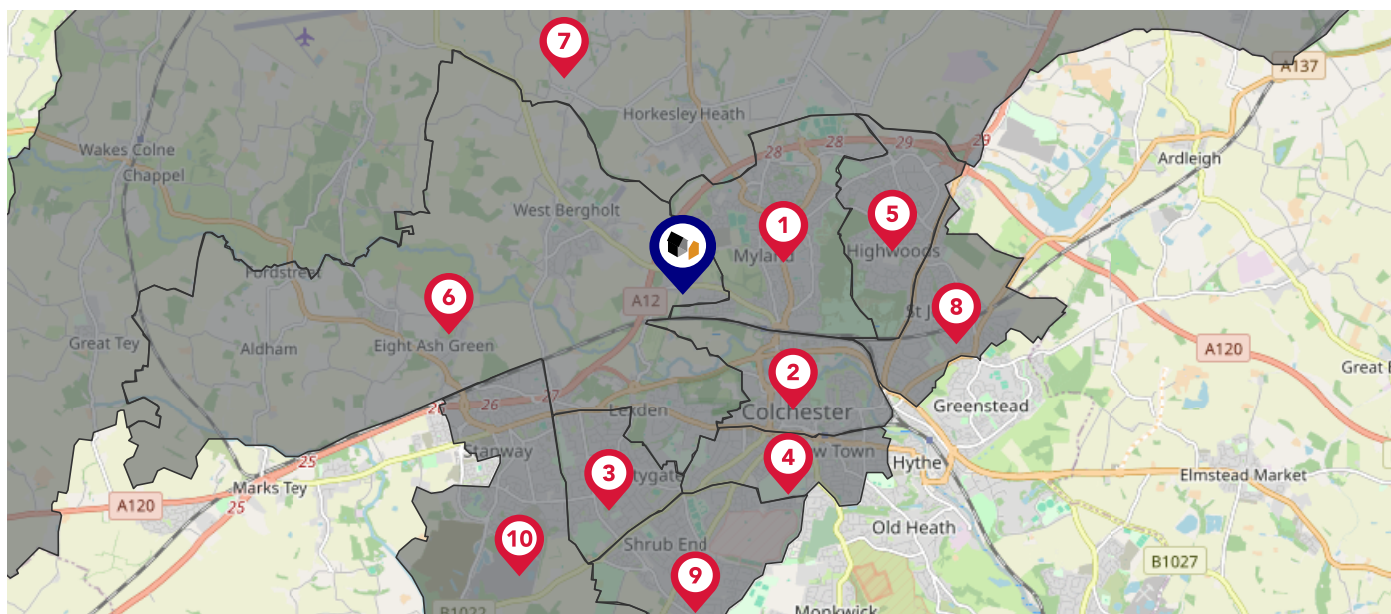 7
A137
Horkesley Heath
28
28
29
29
Wakes Colne
Chappel
Ardleigh
West Bergholt
1
5
Myland
Highwoods
Fordstreet
6
A12
8
St J
Great Tey
Aldham
Eight Ash Green
A120
Great B
2
26
26
27
Lexden
Colchester
Greenstead
Stanway
4
w Town
Hythe
25
3
tygate
Elmstead Market
Marks Tey
A120
25
Old Heath
10
Shrub End
B1027
9
B1022
Monkwick